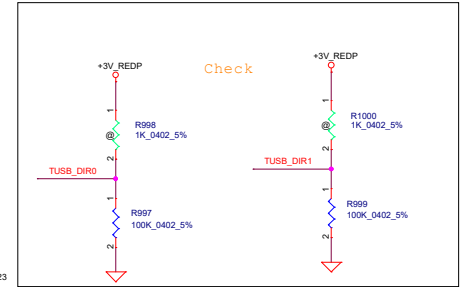 +3V_REDP
Check
+3V_REDP
1
R998
@
1K_0402_5%
2
TUSB_DIR0
1
R997
100K_0402_5%
2
1
R1000
@
1K_0402_5%
2
TUSB_DIR1
1
R999
100K_0402_5%
2
23